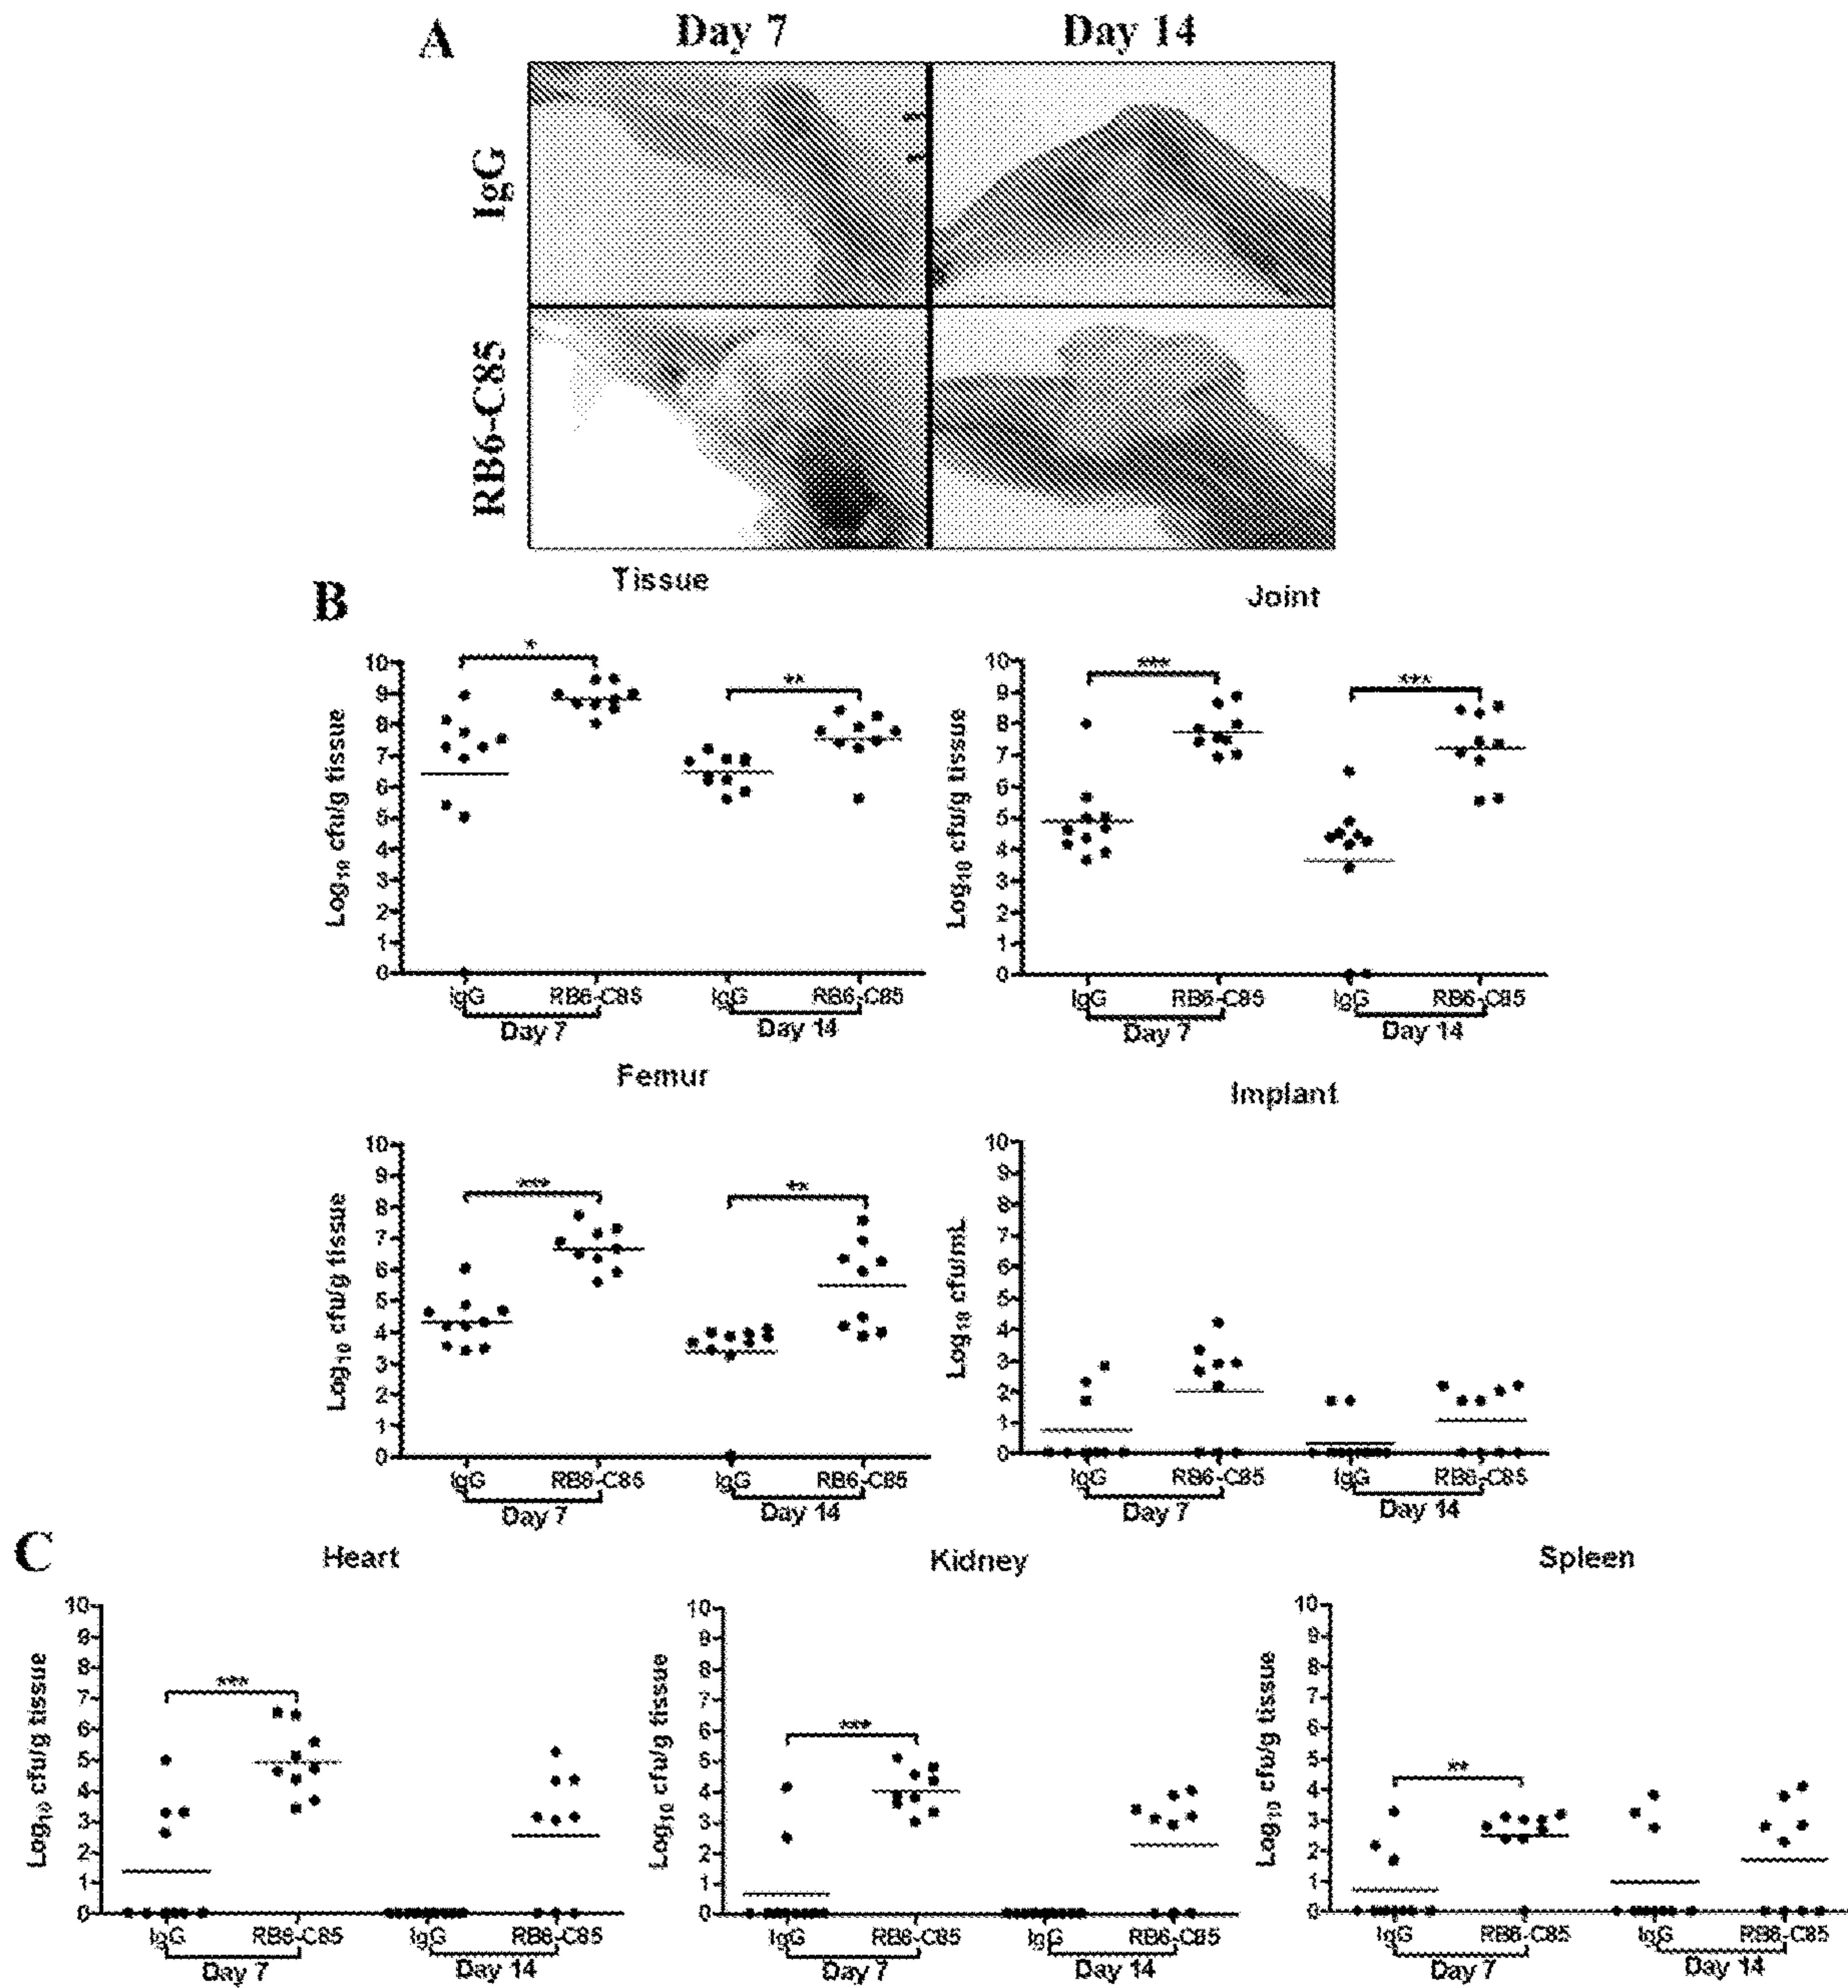 A
Day 7 Day 14
IgG
RB6-C85
B
Tissue
Log10 cfu/g tissue
10
9
8
7
6
5
4
3
2
1
0
*
**
IgG RB6-C85 IgG RB6-C85
Day 7 Day 14
Joint
Log10 cfu/g tissue
10
9
8
7
6
5
4
3
2
1
0
***
***
IgG RB6-C85 IgG RB6-C85
Day 7 Day 14
Femur
Log10 cfu/g tissue
10
9
8
7
6
5
4
3
2
1
0
***
**
IgG RB6-C85 IgG RB6-C85
Day 7 Day 14
Implant
Log10 cfu/mL
10
9
8
7
6
5
4
3
2
1
0
IgG RB6-C85 IgG RB6-C85
Day 7 Day 14
C
Heart
Log10 cfu/g tissue
10
9
8
7
6
5
4
3
2
1
0
***
IgG RB6-C85 IgG RB6-C85
Day 7 Day 14
Kidney
Log10 cfu/g tissue
10
9
8
7
6
5
4
3
2
1
0
***
IgG RB6-C85 IgG RB6-C85
Day 7 Day 14
Spleen
Log10 cfu/g tissue
10
9
8
7
6
5
4
3
2
1
0
**
IgG RB6-C85 IgG RB6-C85
Day 7 Day 14